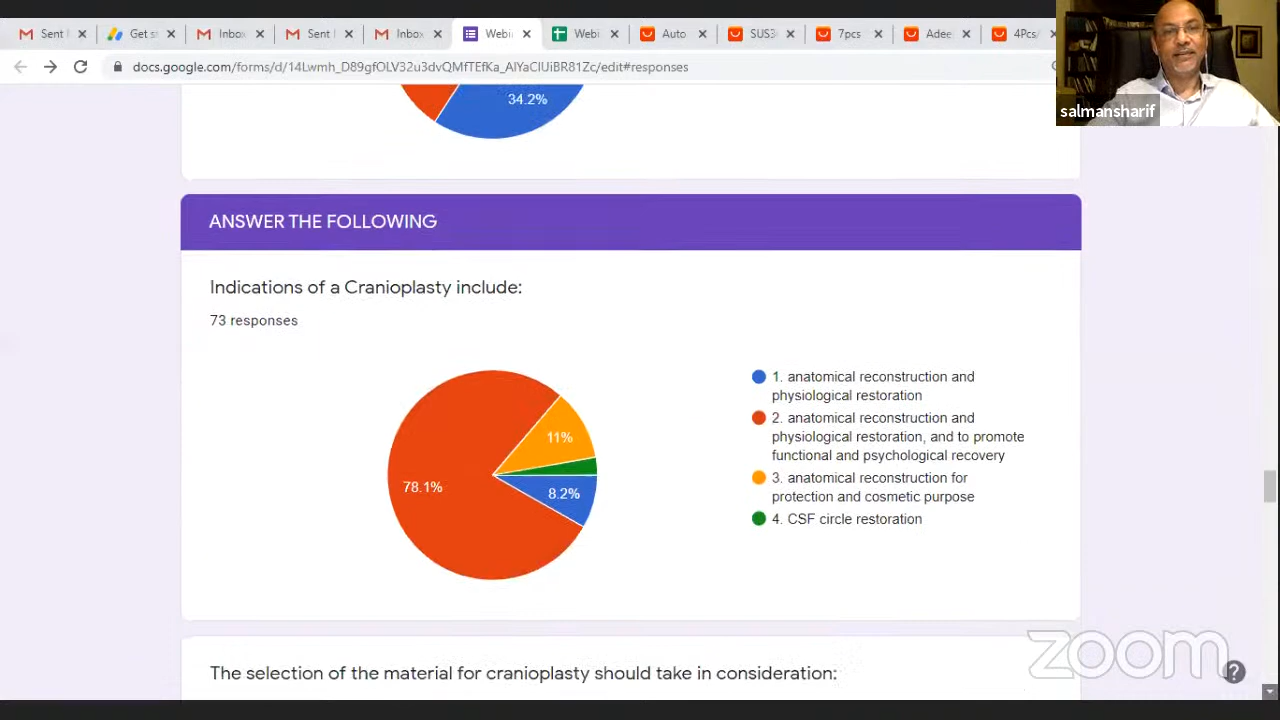 Sent
Get s
Inbox
Sent
Inbox
Webi
Webi
Auto
SUS3
7pcs
Adee
4Pcs/
docs.google.com/forms/d/14Lwmh_D89gfOLV32u3dvQMfTEfKa_AlYaClUiBR81Zc/edit#responses
salmansharif
34.2%
ANSWER THE FOLLOWING
Indications of a Cranioplasty include:
73 responses
11%
78.1%
8.2%
1. anatomical reconstruction and
physiological restoration
2. anatomical reconstruction and
physiological restoration, and to promote
functional and psychological recovery
3. anatomical reconstruction for
protection and cosmetic purpose
4. CSF circle restoration
The selection of the material for cranioplasty should take in consideration:
zoom
?